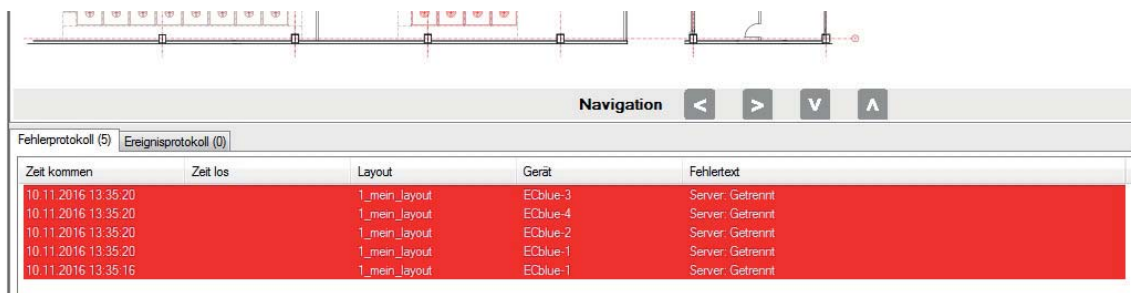 Navigation < > V Λ
Fehlerprotokoll (5) Ereignisprotokoll (0)
Zeit kommen Zeit los Layout Gerät Fehlertext
10.11.2016 13:35:20 1_mein_layout ECblue-3 Server: Getrennt
10.11.2016 13:35:20 1_mein_layout ECblue-4 Server: Getrennt
10.11.2016 13:35:20 1_mein_layout ECblue-2 Server: Getrennt
10.11.2016 13:35:20 1_mein_layout ECblue-1 Server: Getrennt
10.11.2016 13:35:16 1_mein_layout ECblue-1 Server: Getrennt